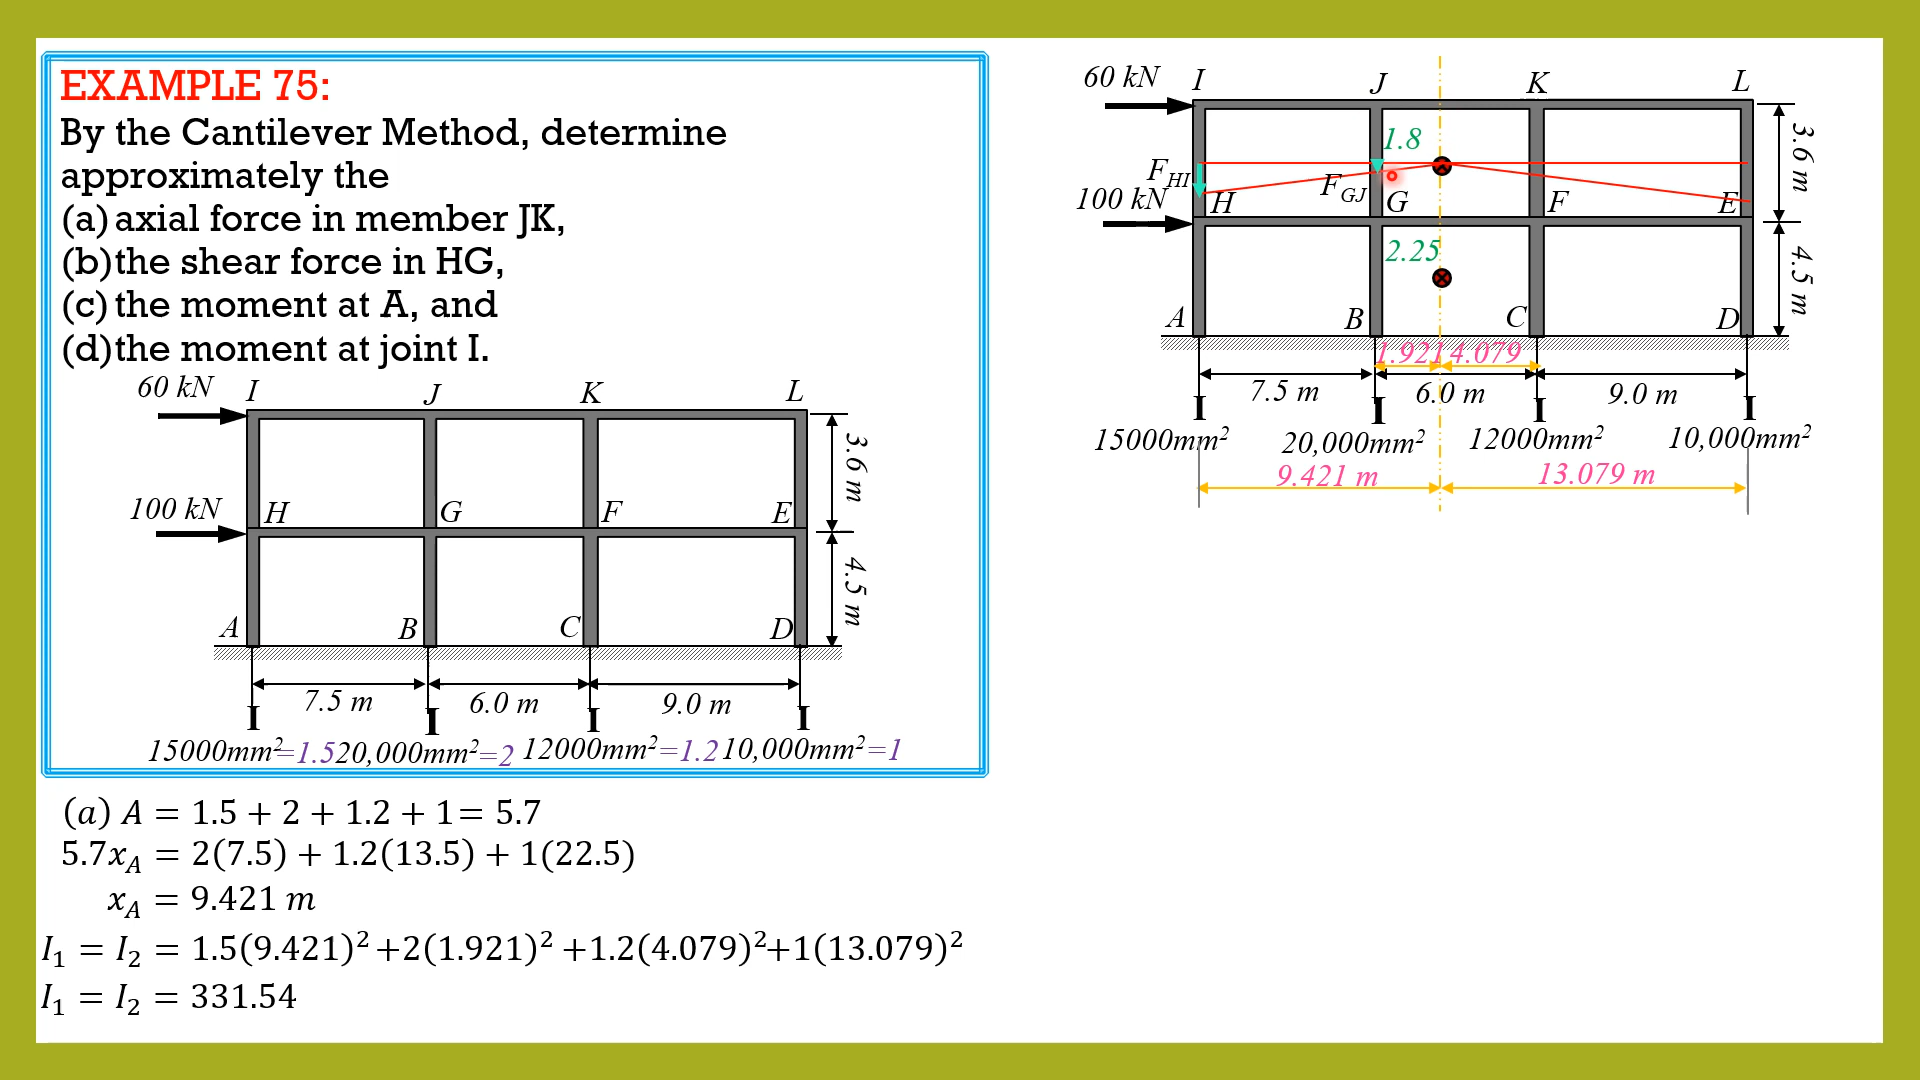 EXAMPLE 75:
By the Cantilever Method, determine
approximately the
(a) axial force in member JK,
(b) the shear force in HG,
(c) the moment at A, and
(d) the moment at joint I.
60 kN I J K L
3.6 m
100 kN H G F E
4.5 m
A B C D
7.5 m 6.0 m 9.0 m
I I I I
15000mm²=1.5 20,000mm²=2 12000mm²=1.2 10,000mm²=1
(a) A = 1.5 + 2 + 1.2 + 1 = 5.7
5.7x_A = 2(7.5) + 1.2(13.5) + 1(22.5)
x_A = 9.421 m
I₁ = I₂ = 1.5(9.421)² +2(1.921)² +1.2(4.079)²+1(13.079)²
I₁ = I₂ = 331.54
60 kN I J K L
1.8
3.6 m
F_HI F_GJ
100 kN H G F E
2.25
4.5 m
A B C D
1.921 4.079
7.5 m 6.0 m 9.0 m
I I I I
15000mm² 20,000mm² 12000mm² 10,000mm²
9.421 m 13.079 m